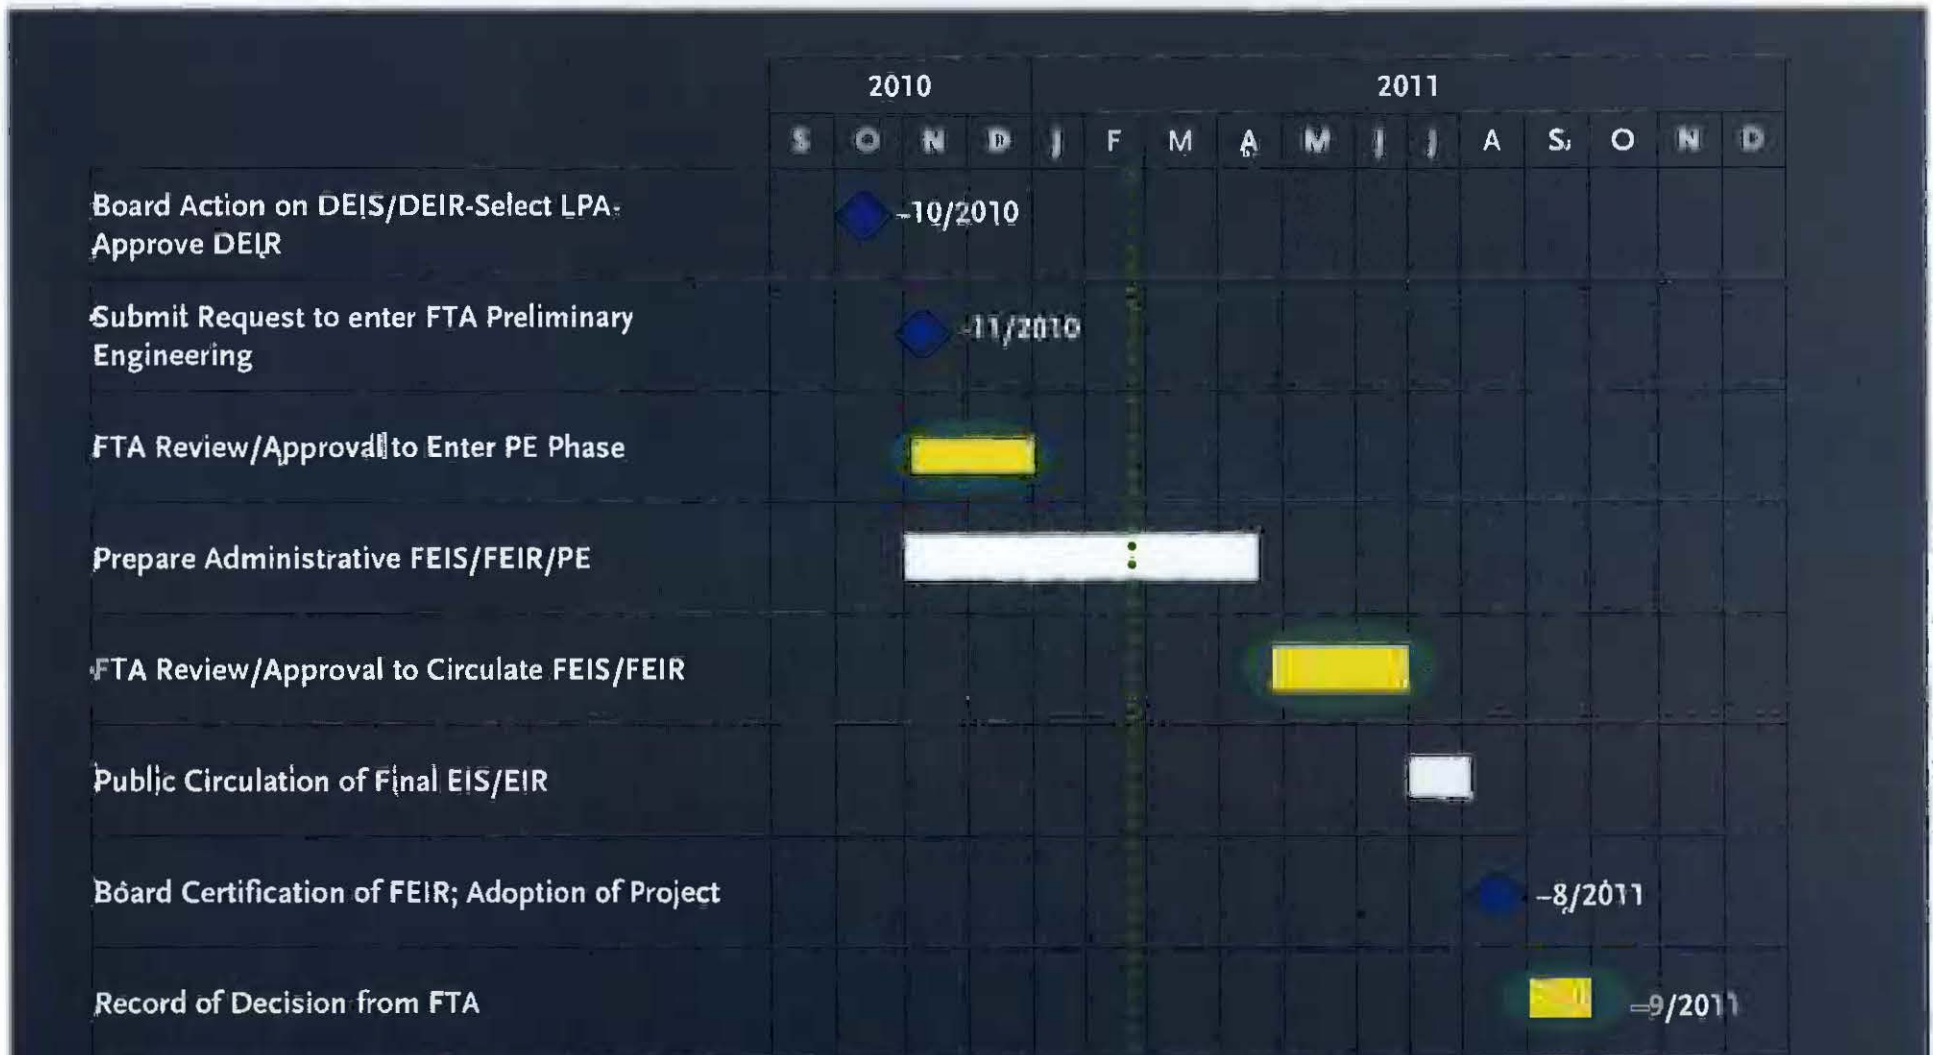 2010 2011
S O N D J F M A M J J A S O N D
Board Action on DEIS/DEIR-Select LPA-
Approve DEIR
–10/2010
Submit Request to enter FTA Preliminary
Engineering
–11/2010
FTA Review/Approval to Enter PE Phase
Prepare Administrative FEIS/FEIR/PE
FTA Review/Approval to Circulate FEIS/FEIR
Public Circulation of Final EIS/EIR
Board Certification of FEIR; Adoption of Project
–8/2011
Record of Decision from FTA
–9/2011